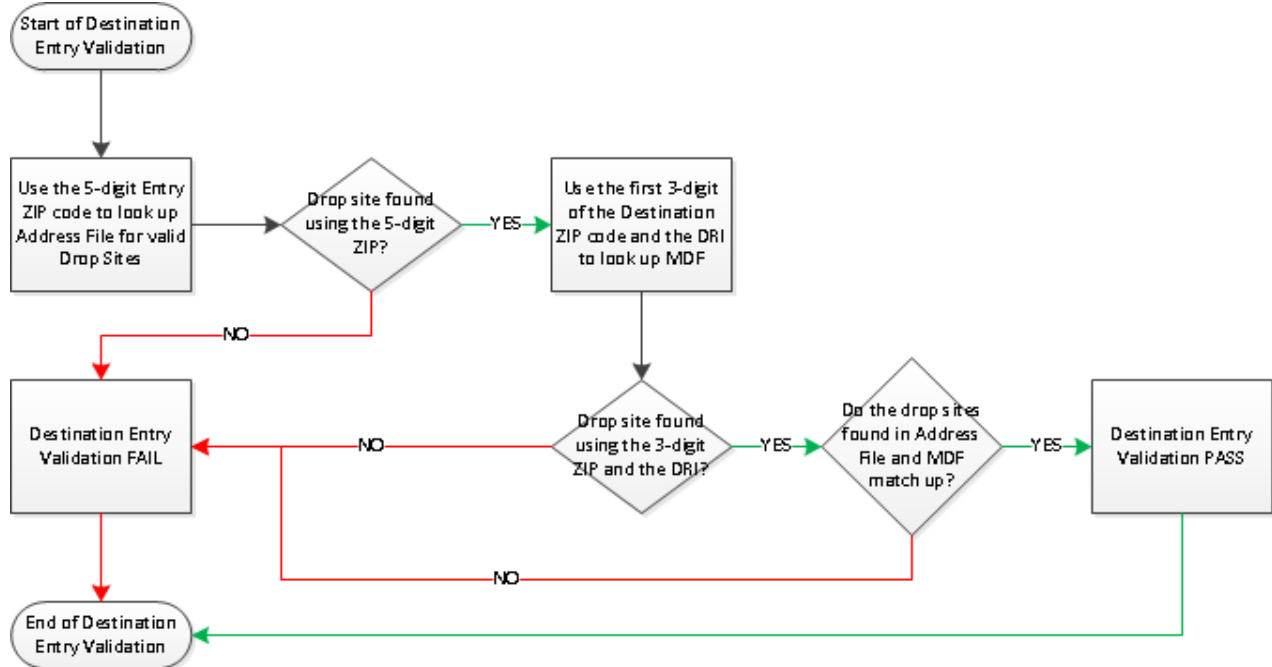 Start of Destination
Entry Validation
Use the 5-digit Entry
ZIP code to look up
Address File for valid
Drop Sites
Drop site found
using the 5-digit
ZIP?
YES
Use the first 3-digit
of the Destination
ZIP code and the DRI
to look up MDF
NO
Destination Entry
Validation FAIL
NO
Drop site found
using the 3-digit
ZIP and the DRI?
YES
Do the drop sites
found in Address
File and MDF
match up?
YES
Destination Entry
Validation PASS
NO
End of Destination
Entry Validation